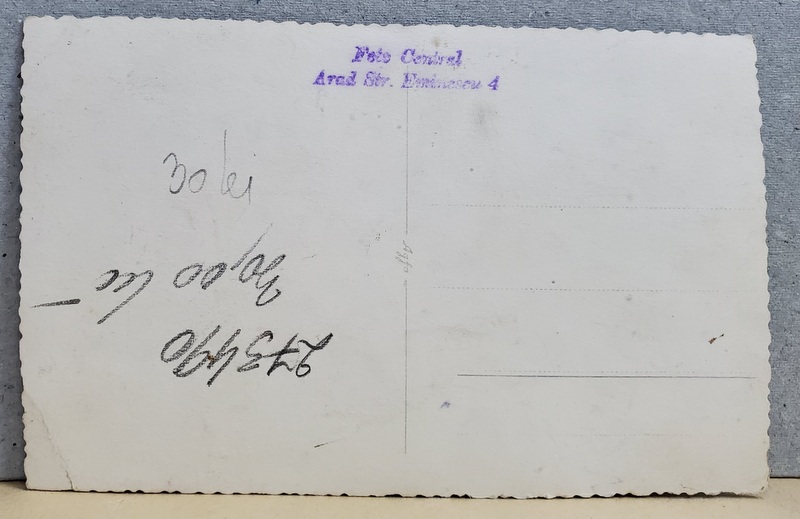 Foto Central
Arad Str. Eminescu 4
30 lei
30,00 lei